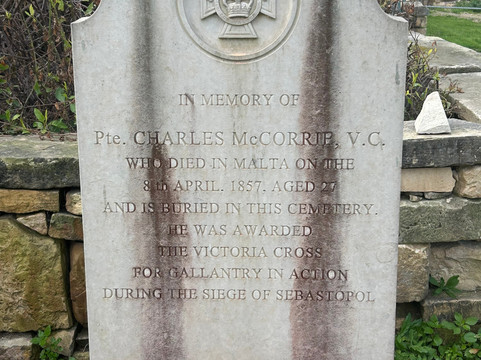 IN MEMORY OF
Pte. CHARLES McCORRIE, V.C.
WHO DIED IN MALTA ON THE
8th APRIL. 1857. AGED 27
AND IS BURIED IN THIS CEMETERY.
HE WAS AWARDED
THE VICTORIA CROSS
FOR GALLANTRY IN ACTION
DURING THE SIEGE OF SEBASTOPOL